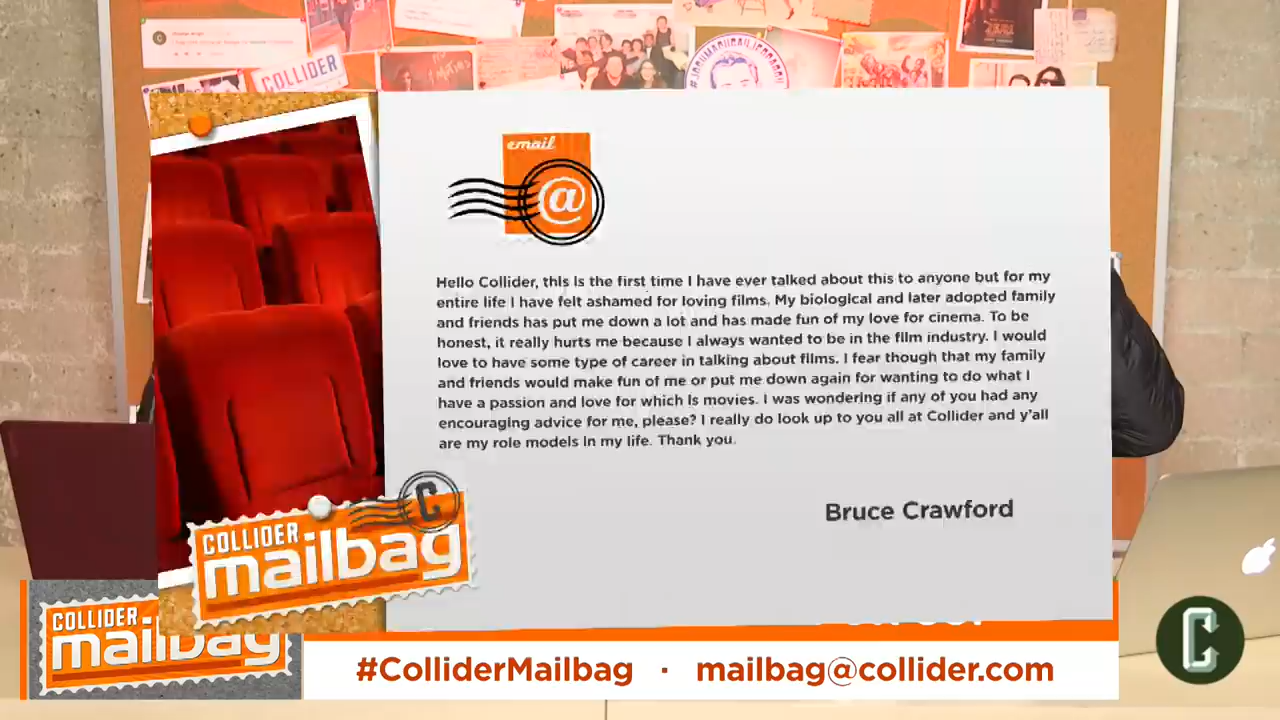 COLLIDER
email
@
Hello Collider, this is the first time I have ever talked about this to anyone but for my
entire life I have felt ashamed for loving films. My biological and later adopted family
and friends has put me down a lot and has made fun of my love for cinema. To be
honest, it really hurts me because I always wanted to be in the film industry. I would
love to have some type of career in talking about films. I fear though that my family
and friends would make fun of me or put me down again for wanting to do what I
have a passion and love for which is movies. I was wondering if any of you had any
encouraging advice for me, please? I really do look up to you all at Collider and y'all
are my role models in my life. Thank you.
Bruce Crawford
C
COLLIDER
mailbag
COLLIDER
mailbag
#ColliderMailbag · mailbag@collider.com
C